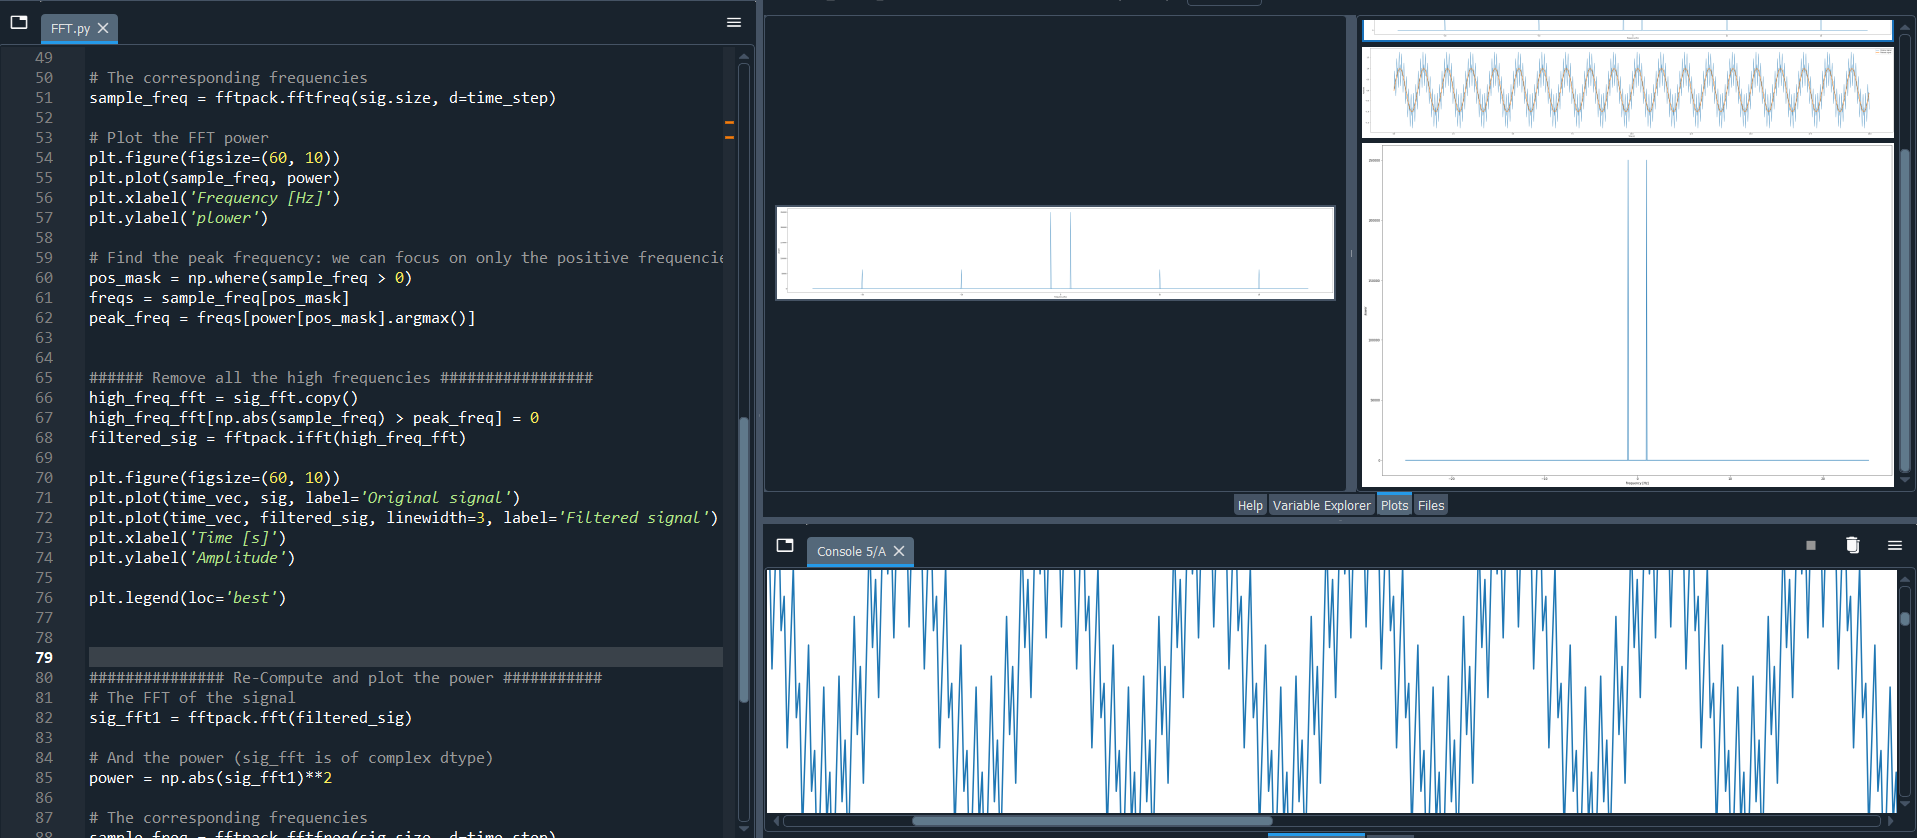 FFT.py
49
50 # The corresponding frequencies
51 sample_freq = fftpack.fftfreq(sig.size, d=time_step)
52
53 # Plot the FFT power
54 plt.figure(figsize=(60, 10))
55 plt.plot(sample_freq, power)
56 plt.xlabel('Frequency [Hz]')
57 plt.ylabel('plower')
58
59 # Find the peak frequency: we can focus on only the positive frequencie
60 pos_mask = np.where(sample_freq > 0)
61 freqs = sample_freq[pos_mask]
62 peak_freq = freqs[power[pos_mask].argmax()]
63
64
65 ###### Remove all the high frequencies #################
66 high_freq_fft = sig_fft.copy()
67 high_freq_fft[np.abs(sample_freq) > peak_freq] = 0
68 filtered_sig = fftpack.ifft(high_freq_fft)
69
70 plt.figure(figsize=(60, 10))
71 plt.plot(time_vec, sig, label='Original signal')
72 plt.plot(time_vec, filtered_sig, linewidth=3, label='Filtered signal')
73 plt.xlabel('Time [s]')
74 plt.ylabel('Amplitude')
75
76 plt.legend(loc='best')
77
78
79
80 ############### Re-Compute and plot the power ###########
81 # The FFT of the signal
82 sig_fft1 = fftpack.fft(filtered_sig)
83
84 # And the power (sig_fft is of complex dtype)
85 power = np.abs(sig_fft1)**2
86
87 # The corresponding frequencies
88 sample_freq = fftpack.fftfreq(sig.size, d=time_step)
Help Variable Explorer Plots Files
Console 5/A